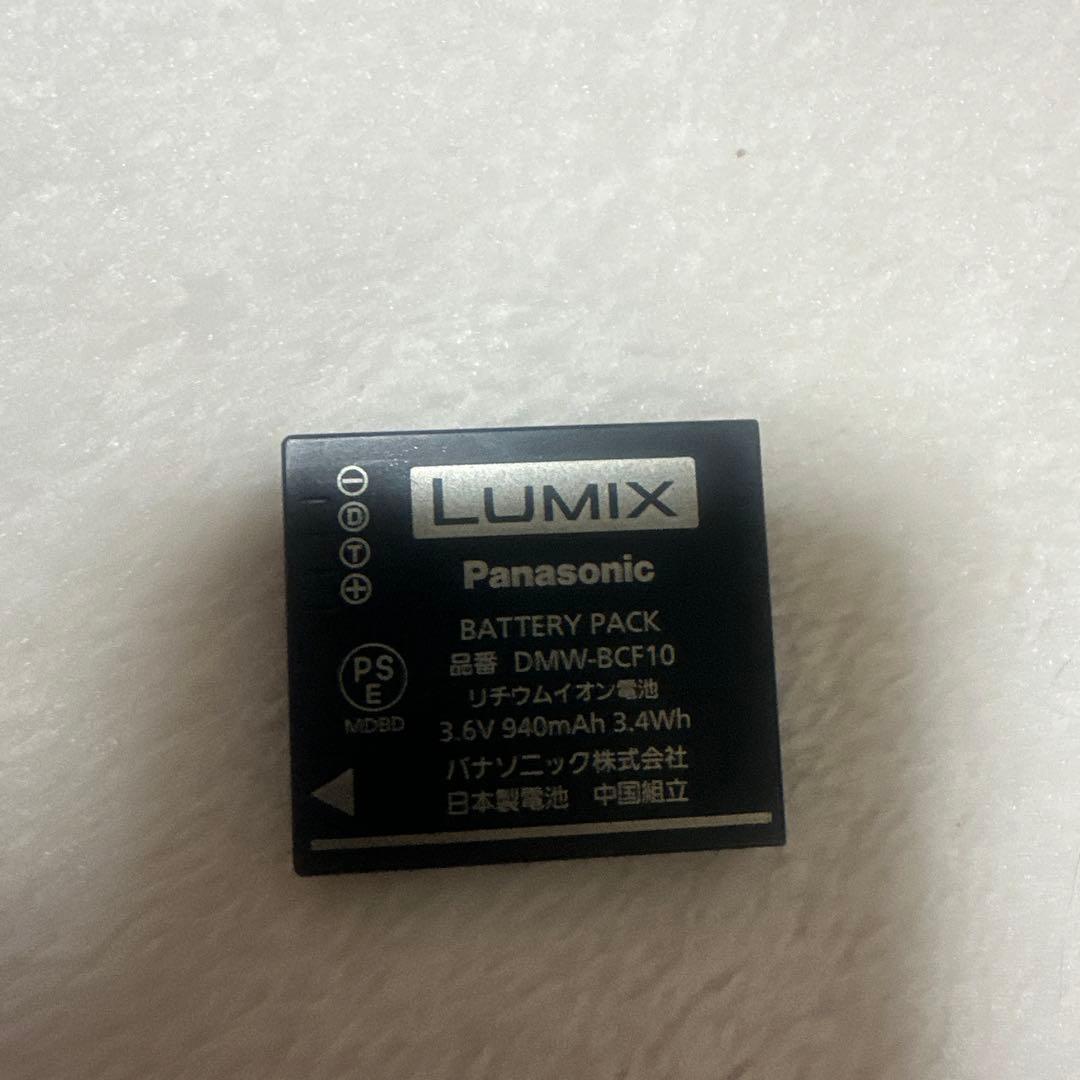 LUMIX
Panasonic
BATTERY PACK
品番 DMW-BCF10
リチウムイオン電池
3.6V 940mAh 3.4Wh
パナソニック株式会社
日本製電池 中国組立
D
T
PS
E
MDBD